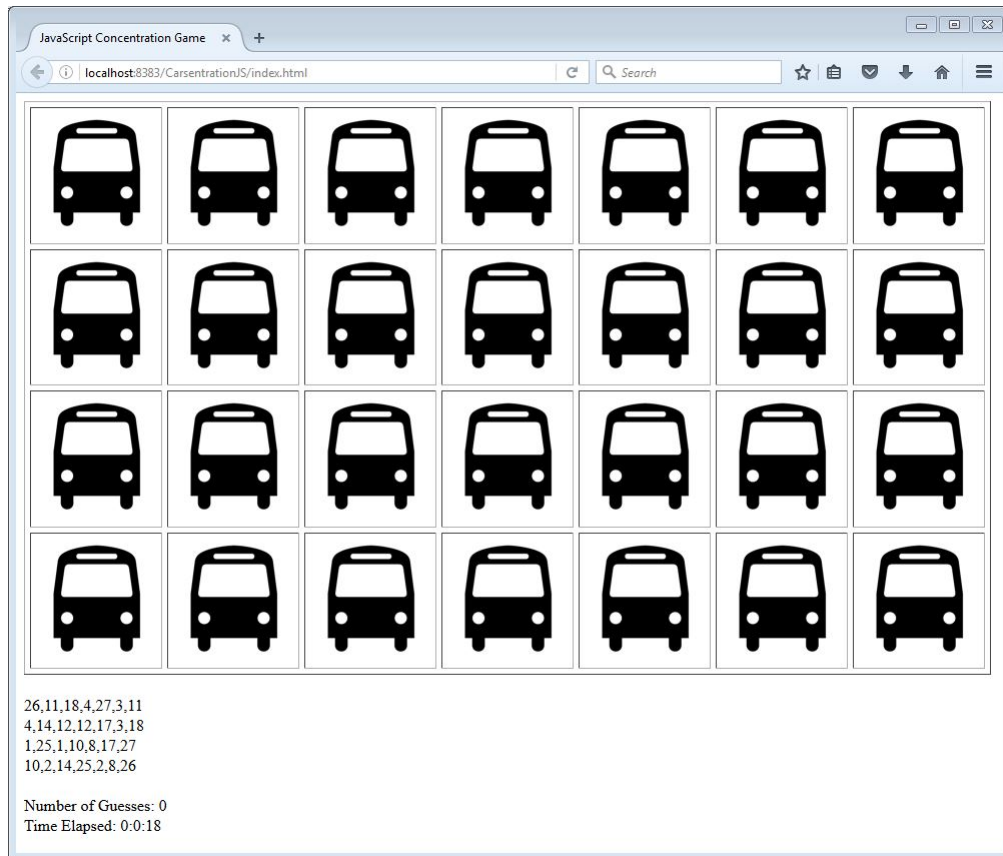 JavaScript Concentration Game
localhost:8383/CarsentrationJS/index.html
Search
26,11,18,4,27,3,11
4,14,12,12,17,3,18
1,25,1,10,8,17,27
10,2,14,25,2,8,26
Number of Guesses: 0
Time Elapsed: 0:0:18